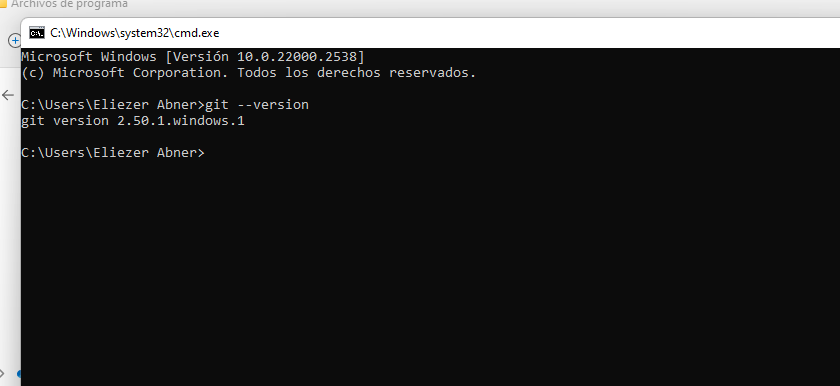 Archivos de programa
C:\Windows\system32\cmd.exe
Microsoft Windows [Versión 10.0.22000.2538]
(c) Microsoft Corporation. Todos los derechos reservados.
C:\Users\Eliezer Abner>git --version
git version 2.50.1.windows.1
C:\Users\Eliezer Abner>